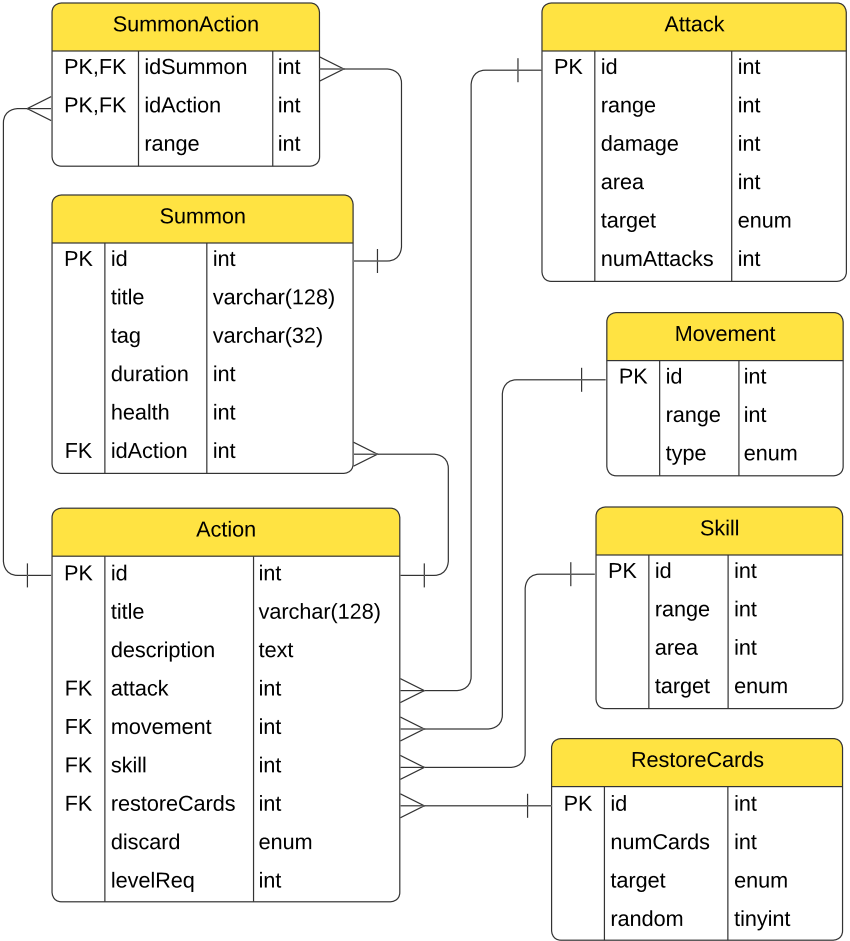 SummonAction
PK,FK idSummon int
PK,FK idAction int
range int
Summon
PK id int
title varchar(128)
tag varchar(32)
duration int
health int
FK idAction int
Action
PK id int
title varchar(128)
description text
FK attack int
FK movement int
FK skill int
FK restoreCards int
discard enum
levelReq int
Attack
PK id int
range int
damage int
area int
target enum
numAttacks int
Movement
PK id int
range int
type enum
Skill
PK id int
range int
area int
target enum
RestoreCards
PK id int
numCards int
target enum
random tinyint